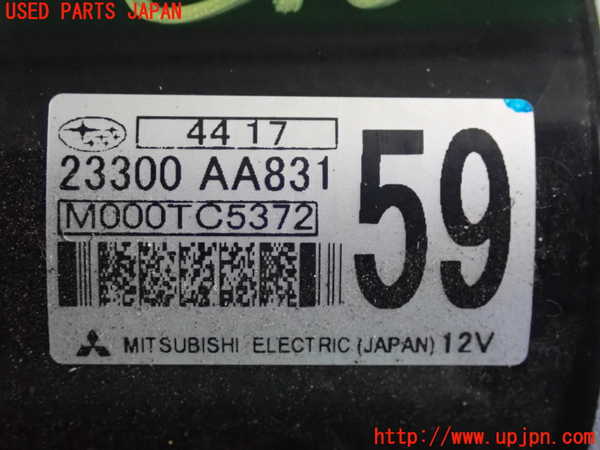 USED PARTS JAPAN
44 17
23300 AA831
M000TC5372
59
MITSUBISHI ELECTRIC (JAPAN) 12V
http://www.upjpn.com/